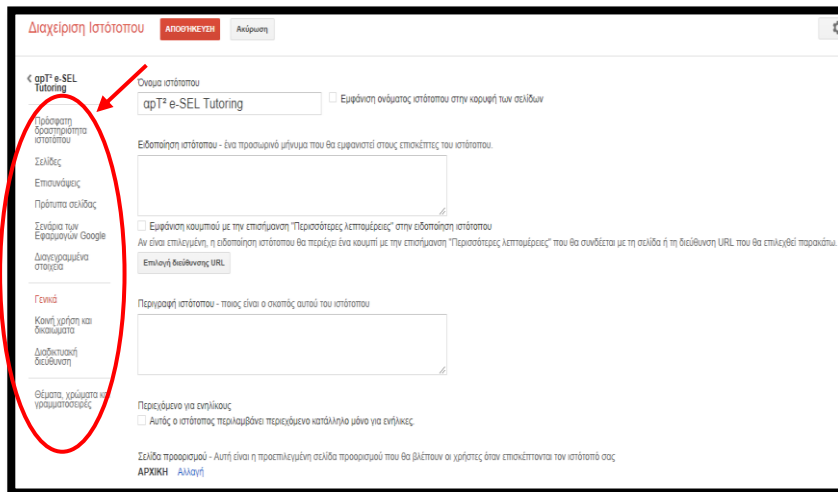 Διαχείριση Ιστότοπου
ΑΠΟΘΉΚΕΥΣΗ
Ακύρωση
αpT² e-SEL
Tutoring
Πρόσφατη
δραστηριότητα
ιστοτόπου
Σελίδες
Επισυνάψεις
Πρότυπα σελίδας
Σενάρια των
Εφαρμογών Google
Διαγεγραμμένα
στοιχεία
Γενικά
Κοινή χρήση και
δικαιώματα
Διαδικτυακή
διεύθυνση
Θέματα, χρώματα κα
γραμματοσειρές
Όνομα ιστότοπου
αpT² e-SEL Tutoring
Εμφάνιση ονόματος ιστότοπου στην κορυφή των σελίδων
Ειδοποίηση ιστότοπου - ένα προσωρινό μήνυμα που θα εμφανιστεί στους επισκέπτες του ιστότοπου.
Εμφάνιση κουμπιού με την επισήμανση "Περισσότερες λεπτομέρειες" στην ειδοποίηση ιστότοπου
Αν είναι επιλεγμένη, η ειδοποίηση ιστότοπου θα περιέχει ένα κουμπί με την επισήμανση "Περισσότερες λεπτομέρειες" που θα συνδέεται με τη σελίδα ή τη διεύθυνση URL που θα επιλεχθεί παρακάτω.
Επιλογή διεύθυνσης URL
Περιγραφή ιστότοπου - ποιος είναι ο σκοπός αυτού του ιστότοπου
Περιεχόμενο για ενηλίκους
Αυτός ο ιστότοπος περιλαμβάνει περιεχόμενο κατάλληλο μόνο για ενήλικες.
Σελίδα προορισμού - Αυτή είναι η προεπιλεγμένη σελίδα προορισμού που θα βλέπουν οι χρήστες όταν επισκέπτονται τον ιστότοπό σας
ΑΡΧΙΚΗ Αλλαγή